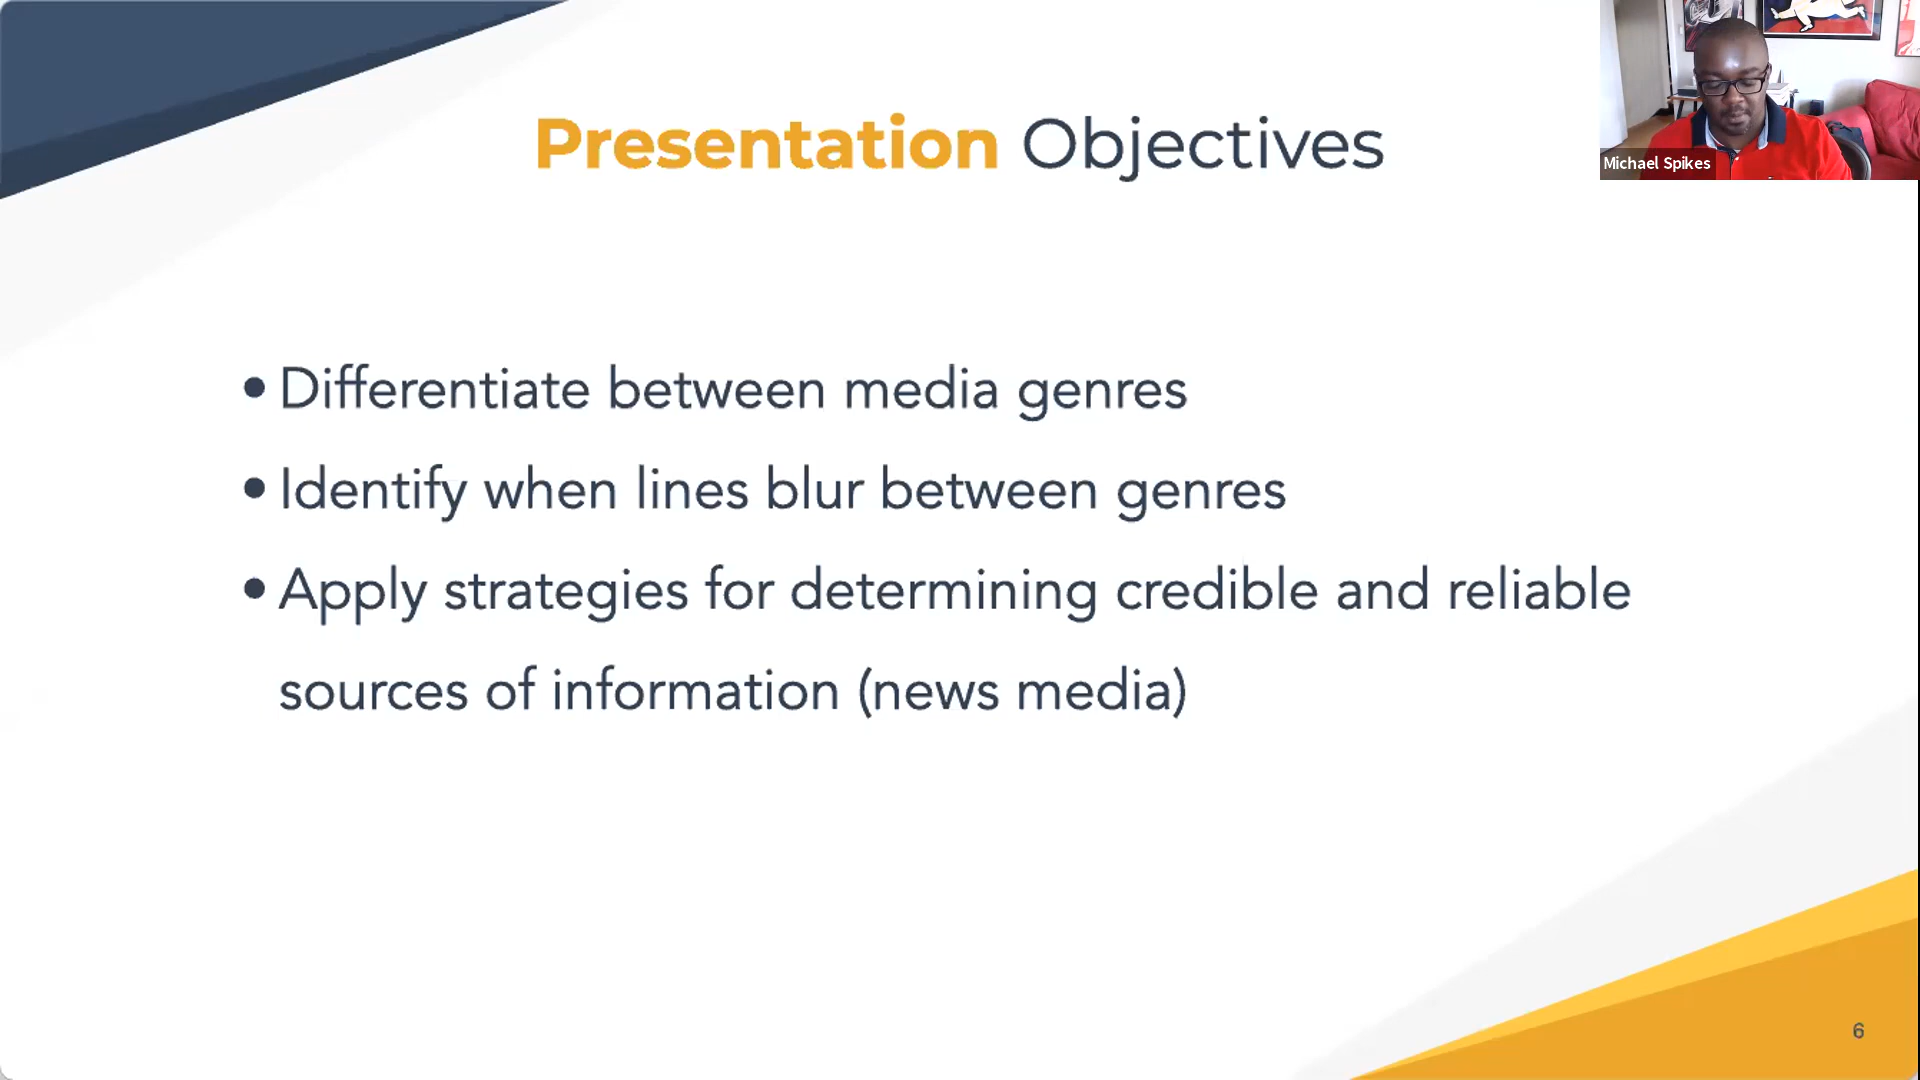 Presentation Objectives
Michael Spikes
• Differentiate between media genres
• Identify when lines blur between genres
• Apply strategies for determining credible and reliable
sources of information (news media)
6